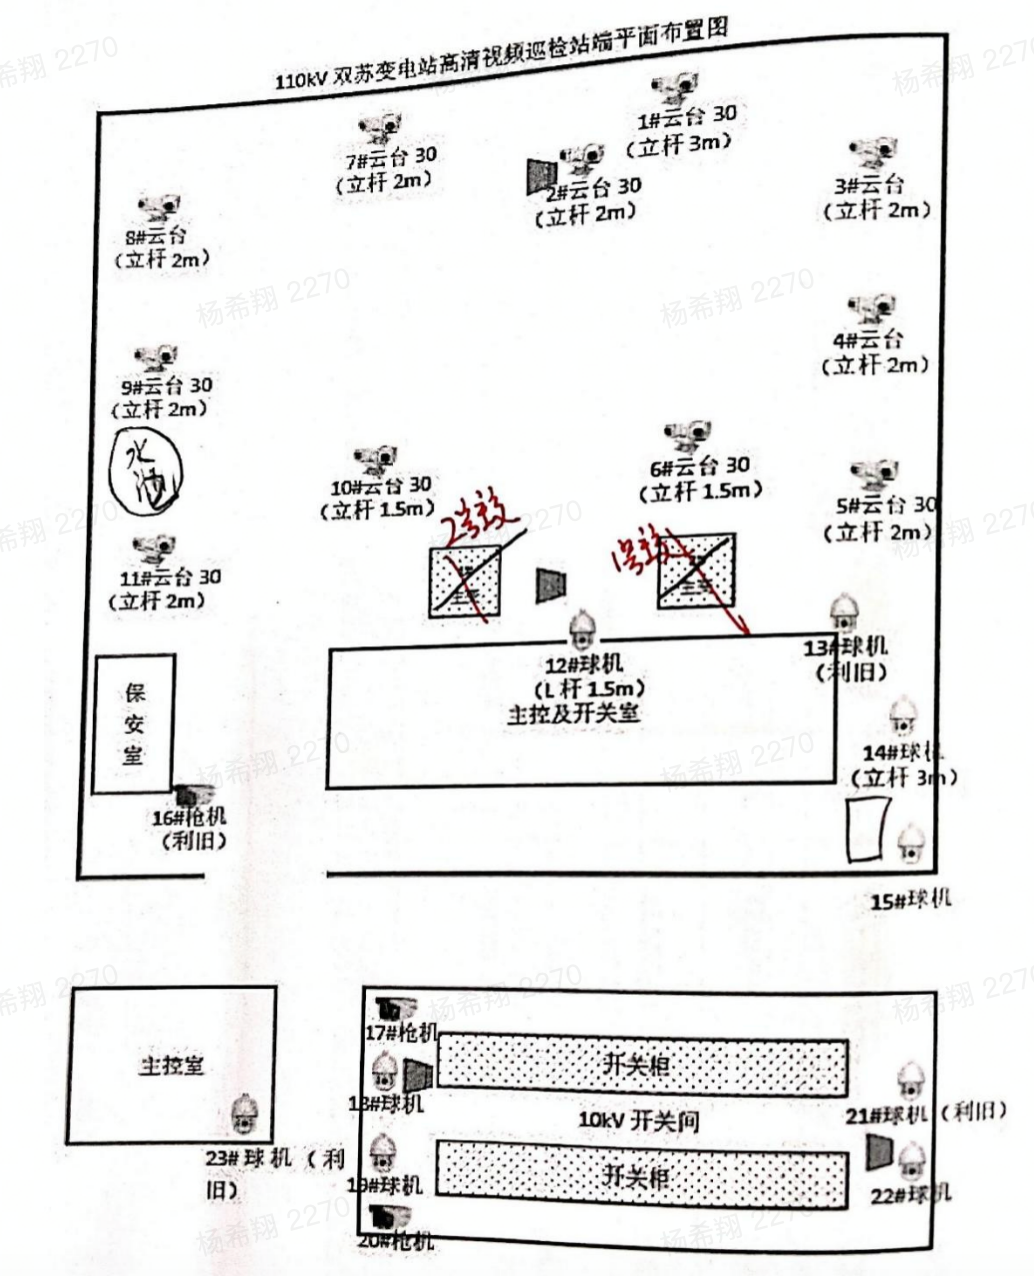 110kV 双苏变电站高清视频巡检站端平面布置图
1#云台 30
（立杆 3m）
7#云台 30
（立杆 2m）
2#云台 30
（立杆 2m）
3#云台
（立杆 2m）
8#云台
（立杆 2m）
4#云台
（立杆 2m）
9#云台 30
（立杆 2m）
6#云台 30
（立杆 1.5m）
10#云台 30
（立杆 1.5m）
5#云台 30
（立杆 2m）
11#云台 30
（立杆 2m）
2号主变
1号主变
12#球机
（L 杆 1.5m）
主控及开关室
13#球机
（利旧）
保
安
室
14#球机
（立杆 3m）
16#枪机
（利旧）
15#球机
主控室
23#球机（利
旧）
17#枪机
开关柜
18#球机
10kV 开关间
21#球机（利旧）
19#球机
开关柜
22#球机
20#枪机
杨希翔 2270